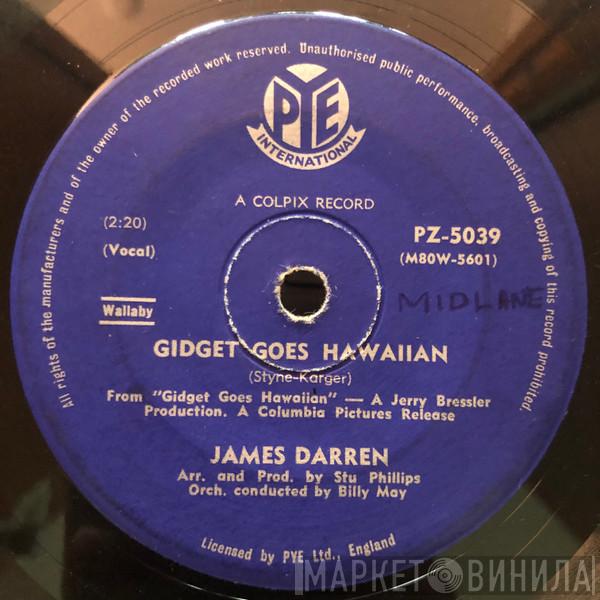 All rights of the manufacturers and of the owner of the recorded work reserved. Unauthorised public performance, broadcasting and copying of this record prohibited.
PYE
INTERNATIONAL
A COLPIX RECORD
(2:20)
(Vocal)
PZ-5039
(M80W-5601)
MIDLANE
Wallaby
GIDGET GOES HAWAIIAN
(Styne-Karger)
From "Gidget Goes Hawaiian" — A Jerry Bressler
Production. A Columbia Pictures Release
JAMES DARREN
Arr. and Prod. by Stu Phillips
Orch. conducted by Billy May
Licensed by PYE Ltd., England
МАРКЕТ ВИНИЛА